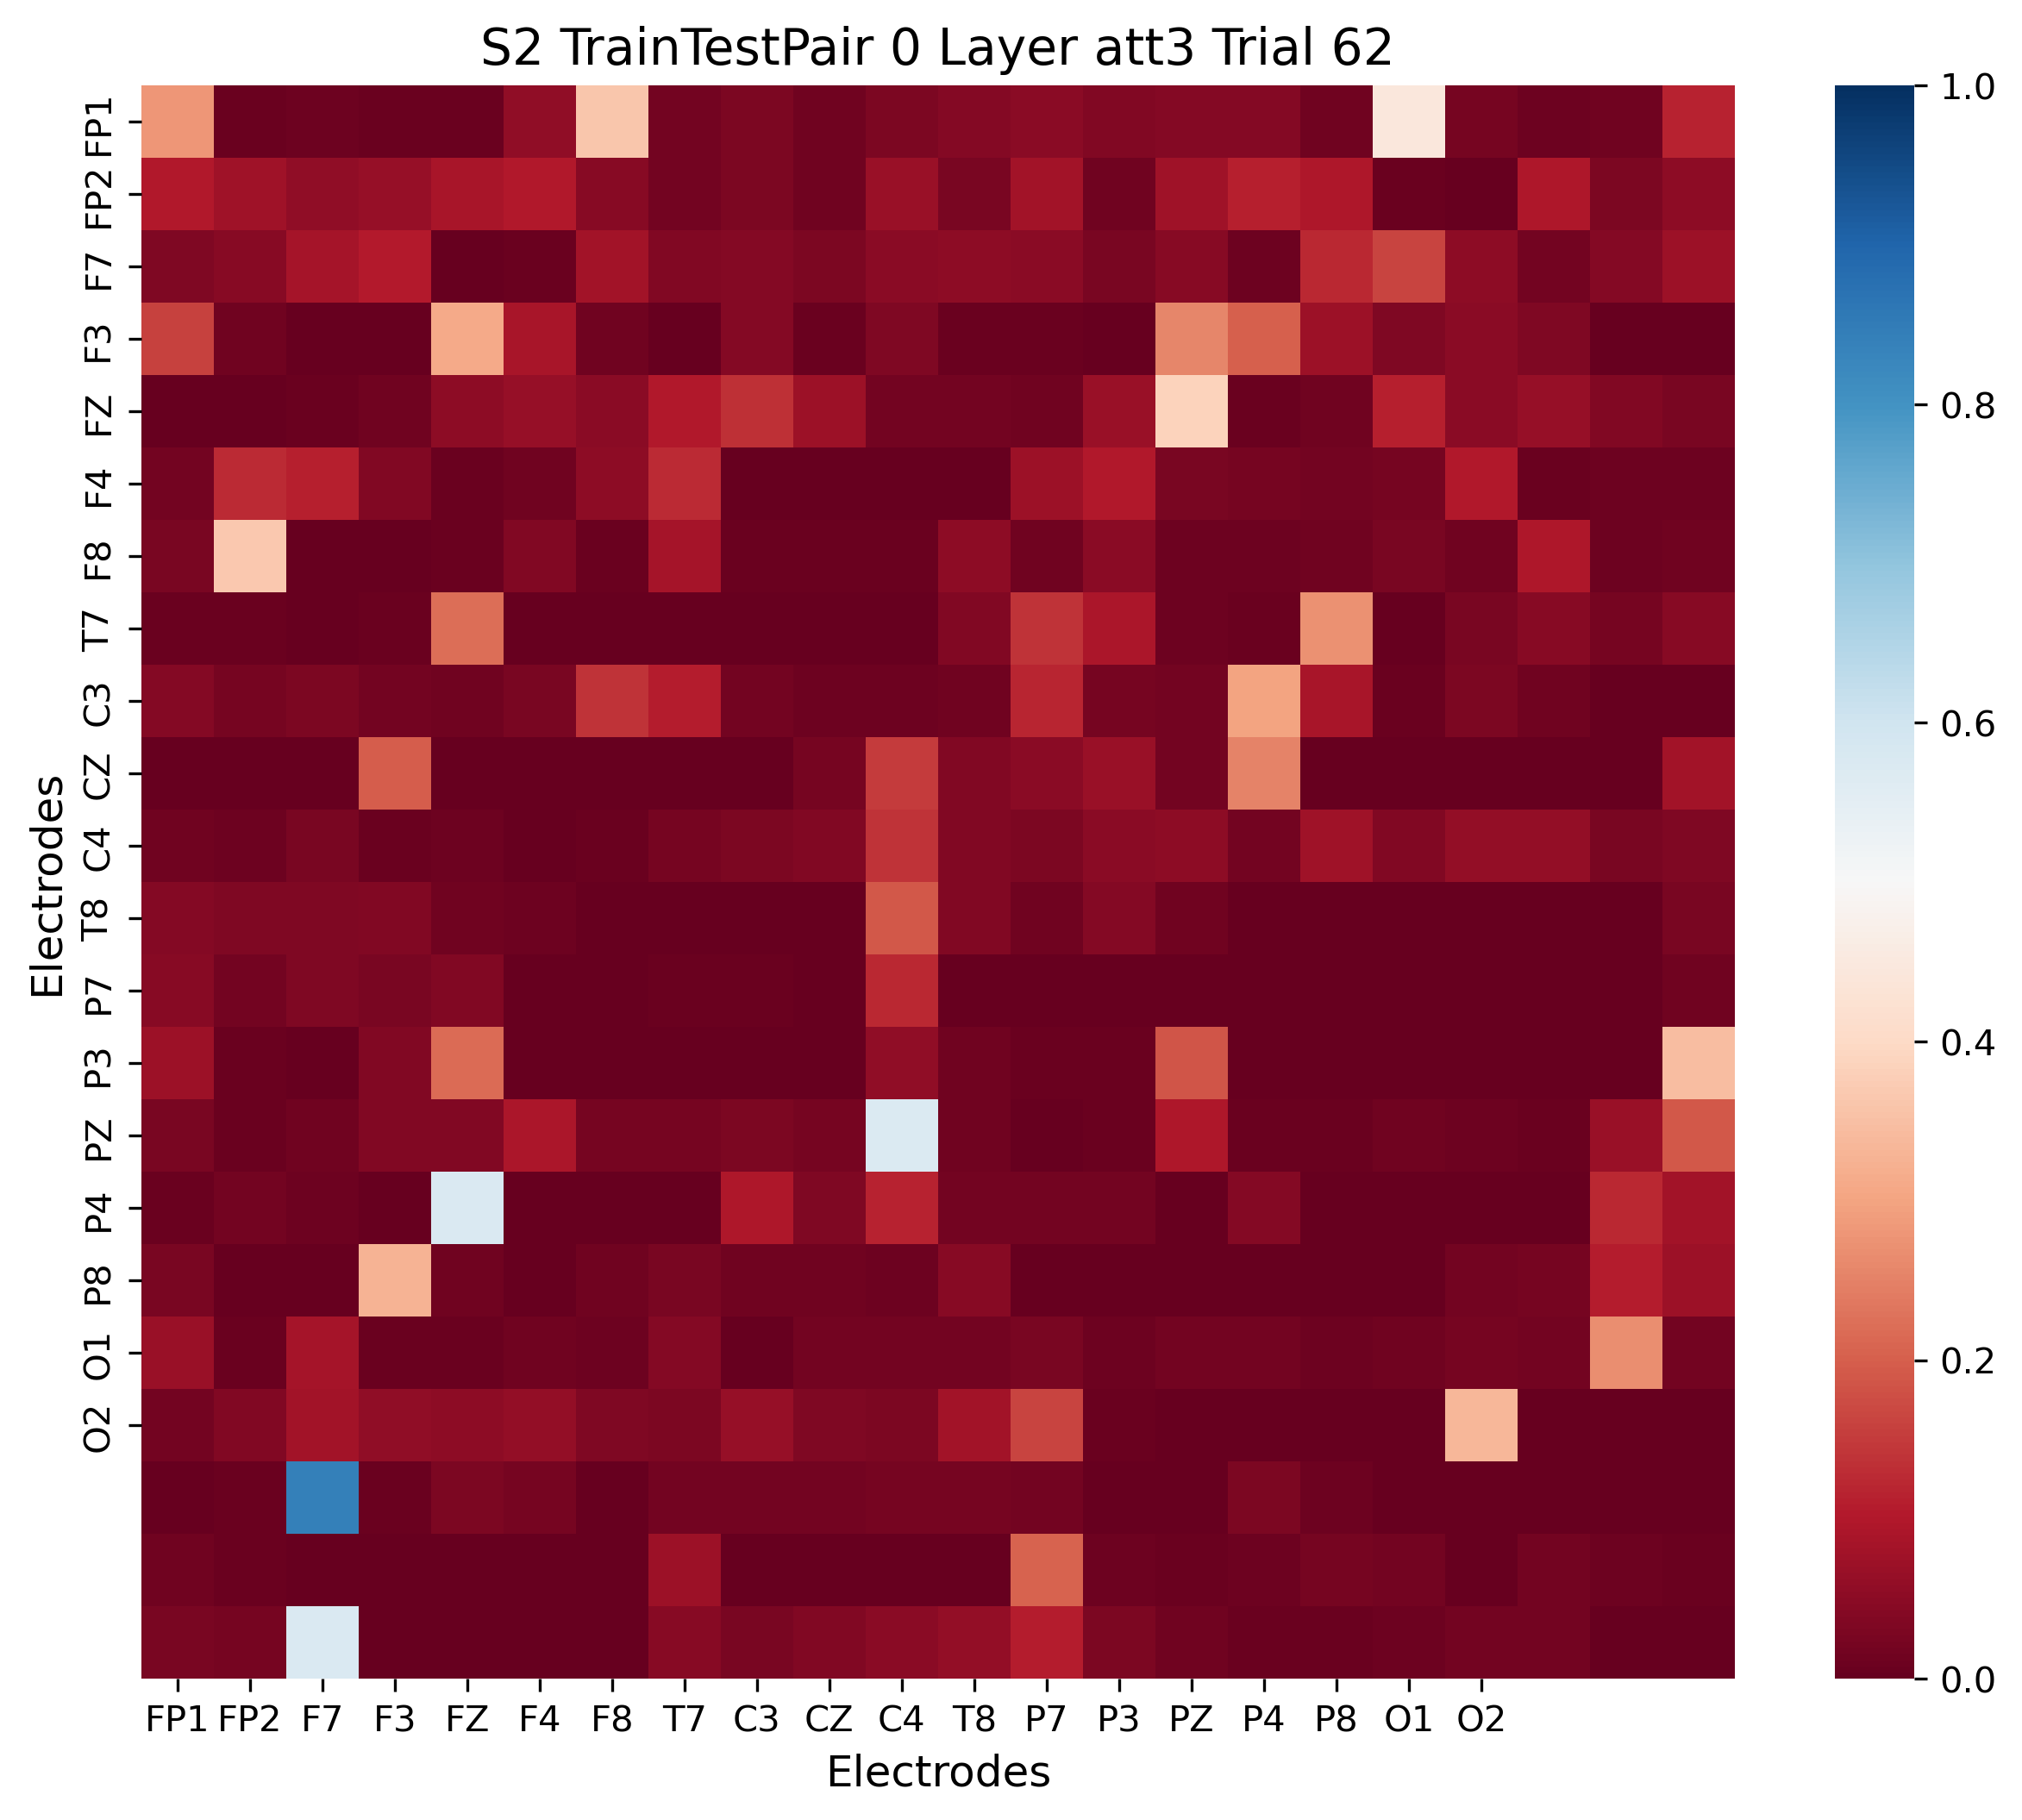 S2 TrainTestPair 0 Layer att3 Trial 62
Electrodes
FP1
FP2
F7
F3
FZ
F4
F8
T7
C3
CZ
C4
T8
P7
P3
PZ
P4
P8
O1
O2
FP1 FP2 F7 F3 FZ F4 F8 T7 C3 CZ C4 T8 P7 P3 PZ P4 P8 O1 O2
Electrodes
1.0
0.8
0.6
0.4
0.2
0.0